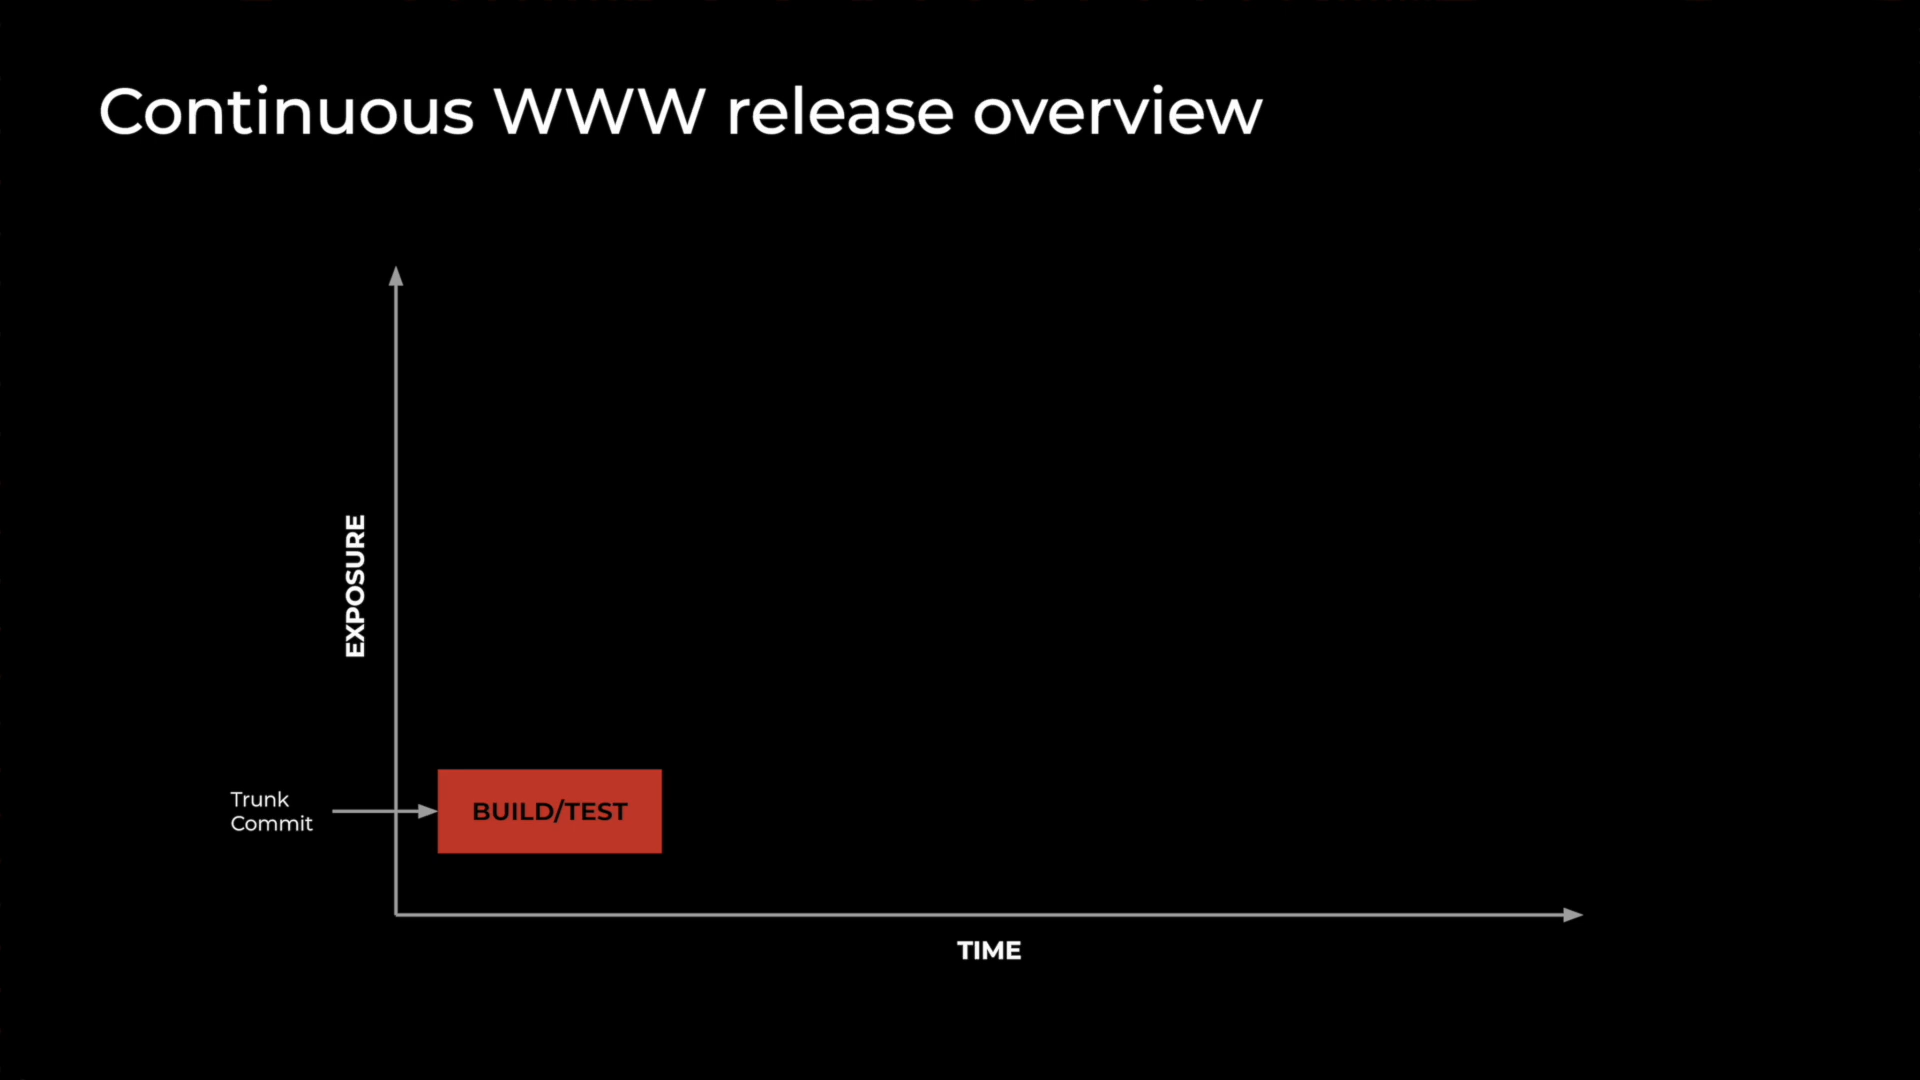 Continuous WWW release overview
EXPOSURE
Trunk
Commit
BUILD/TEST
TIME